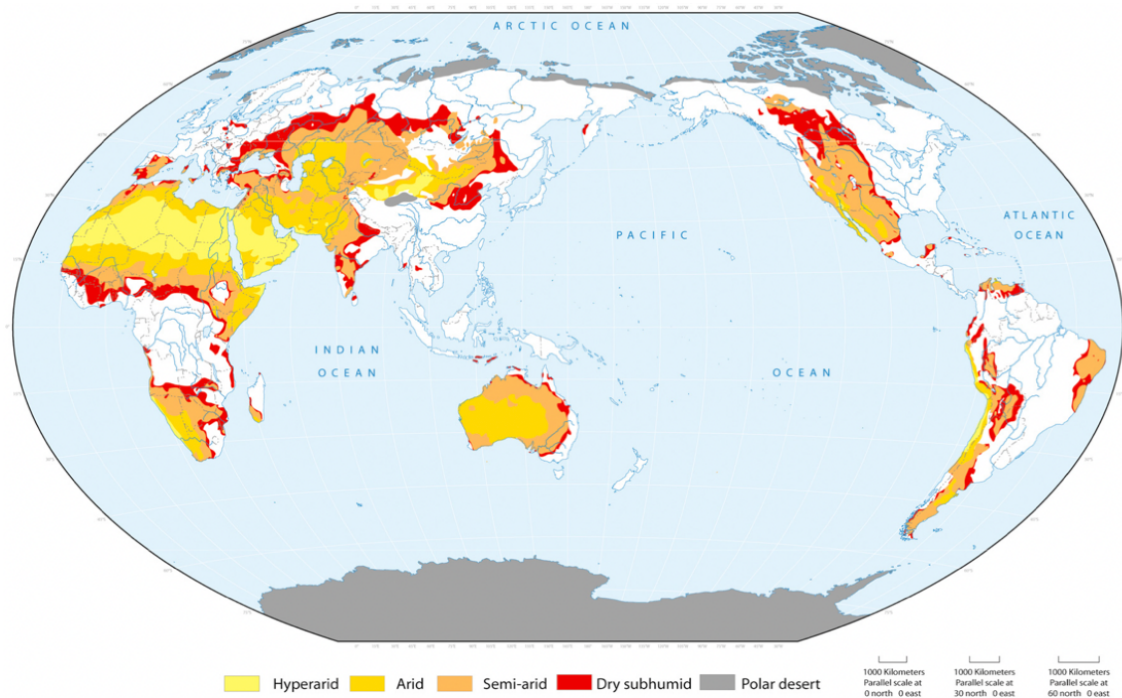 ARCTIC OCEAN
PACIFIC
ATLANTIC
OCEAN
INDIAN
OCEAN
OCEAN
Hyperarid
Arid
Semi-arid
Dry subhumid
Polar desert
1000 Kilometers
Parallel scale at
0 north 0 east
1000 Kilometers
Parallel scale at
30 north 0 east
1000 Kilometers
Parallel scale at
60 north 0 east